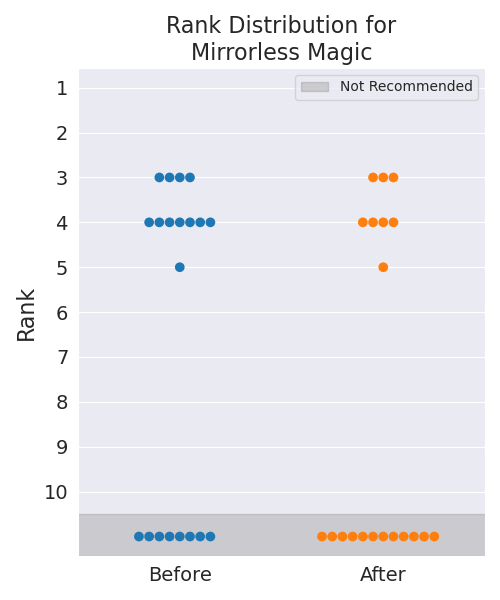 Rank Distribution for
Mirrorless Magic
Not Recommended
1
2
3
4
5
6
7
8
9
10
Rank
Before
After